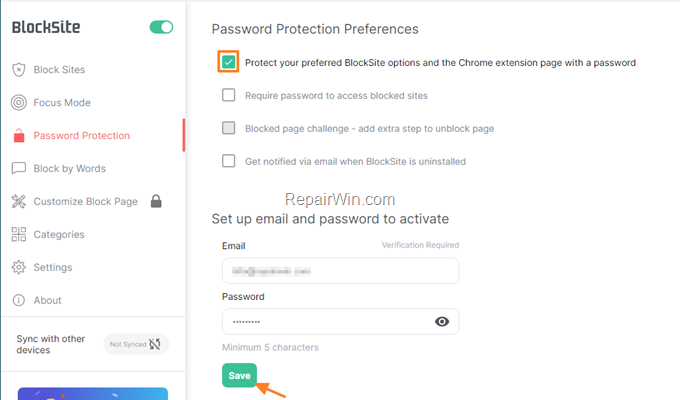 BlockSite
Block Sites
Focus Mode
Password Protection
Block by Words
Customize Block Page
Categories
Settings
About
Sync with other
devices
Not Synced
Password Protection Preferences
Protect your preferred BlockSite options and the Chrome extension page with a password
Require password to access blocked sites
Blocked page challenge - add extra step to unblock page
Get notified via email when BlockSite is uninstalled
RepairWin.com
Set up email and password to activate
Email
Verification Required
Password
•••••••••
Minimum 5 characters
Save